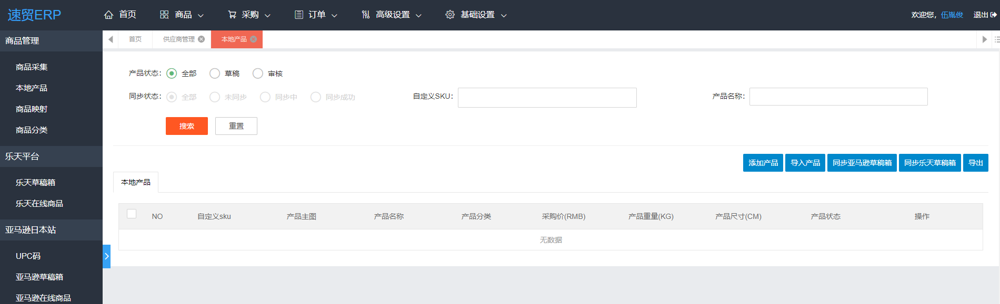 速贸ERP 首页 商品 采购 订单 高级设置 基础设置 欢迎您，伍胤俊 退出
商品管理
商品采集
本地产品
商品映射
商品分类
乐天平台
乐天草稿箱
乐天在线商品
亚马逊日本站
UPC码
亚马逊草稿箱
亚马逊在线商品
首页 供应商管理 本地产品
产品状态： 全部 草稿 审核
同步状态： 全部 未同步 同步中 同步成功 自定义SKU： 产品名称：
搜索 重置
添加产品 导入产品 同步亚马逊草稿箱 同步乐天草稿箱 导出
本地产品
NO 自定义sku 产品主图 产品名称 产品分类 采购价(RMB) 产品重量(KG) 产品尺寸(CM) 产品状态 操作
无数据